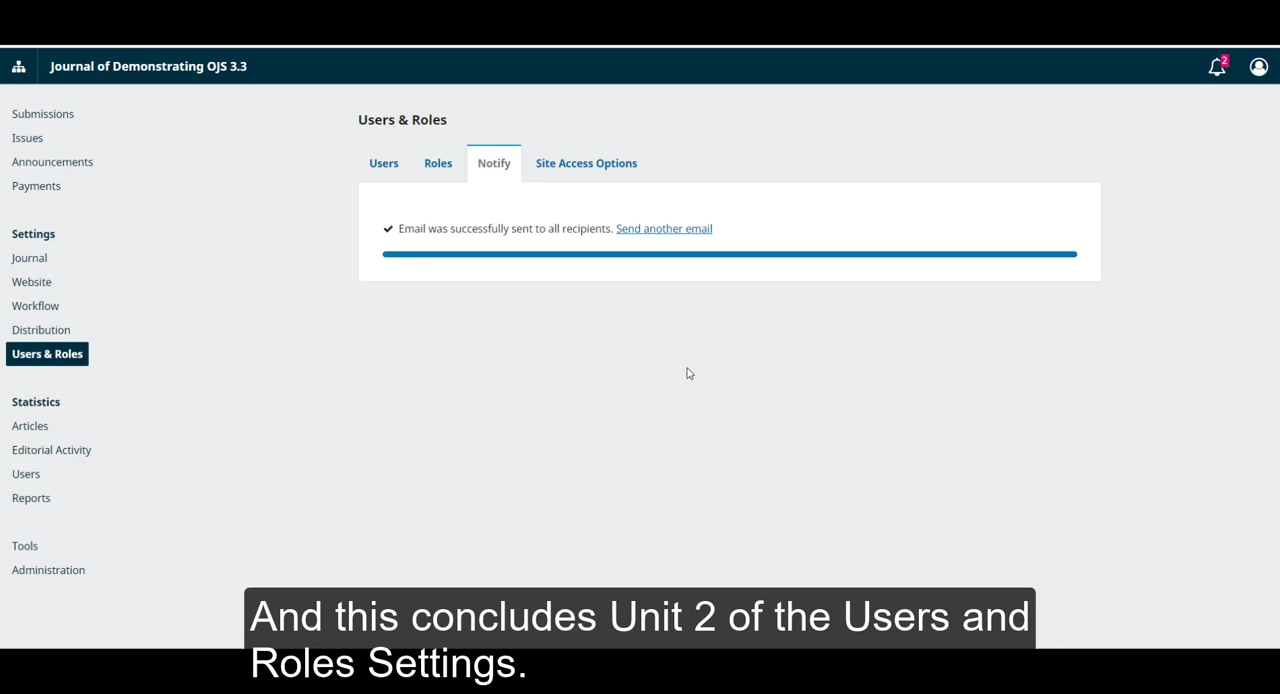 Journal of Demonstrating OJS 3.3
2
Submissions
Issues
Announcements
Payments
Settings
Journal
Website
Workflow
Distribution
Users & Roles
Statistics
Articles
Editorial Activity
Users
Reports
Tools
Administration
Users & Roles
Users Roles Notify Site Access Options
Email was successfully sent to all recipients. Send another email
And this concludes Unit 2 of the Users and
Roles Settings.